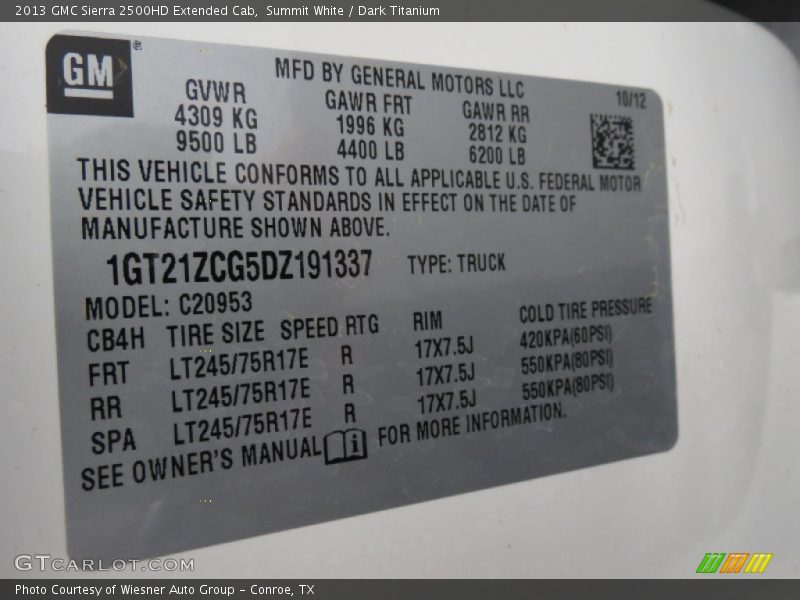 2013 GMC Sierra 2500HD Extended Cab,  Summit White / Dark Titanium
GM®
MFD BY GENERAL MOTORS LLC
10/12
GVWR GAWR FRT GAWR RR
4309 KG 1996 KG 2812 KG
9500 LB 4400 LB 6200 LB
THIS VEHICLE CONFORMS TO ALL APPLICABLE U.S. FEDERAL MOTOR
VEHICLE SAFETY STANDARDS IN EFFECT ON THE DATE OF
MANUFACTURE SHOWN ABOVE.
1GT21ZCG5DZ191337 TYPE: TRUCK
MODEL: C20953
CB4H TIRE SIZE SPEED RTG RIM COLD TIRE PRESSURE
FRT LT245/75R17E R 17X7.5J 420KPA(60PSI)
RR LT245/75R17E R 17X7.5J 550KPA(80PSI)
SPA LT245/75R17E R 17X7.5J 550KPA(80PSI)
SEE OWNER'S MANUAL i FOR MORE INFORMATION.
GTCARLOT.COM
Photo Courtesy of Wiesner Auto Group - Conroe, TX